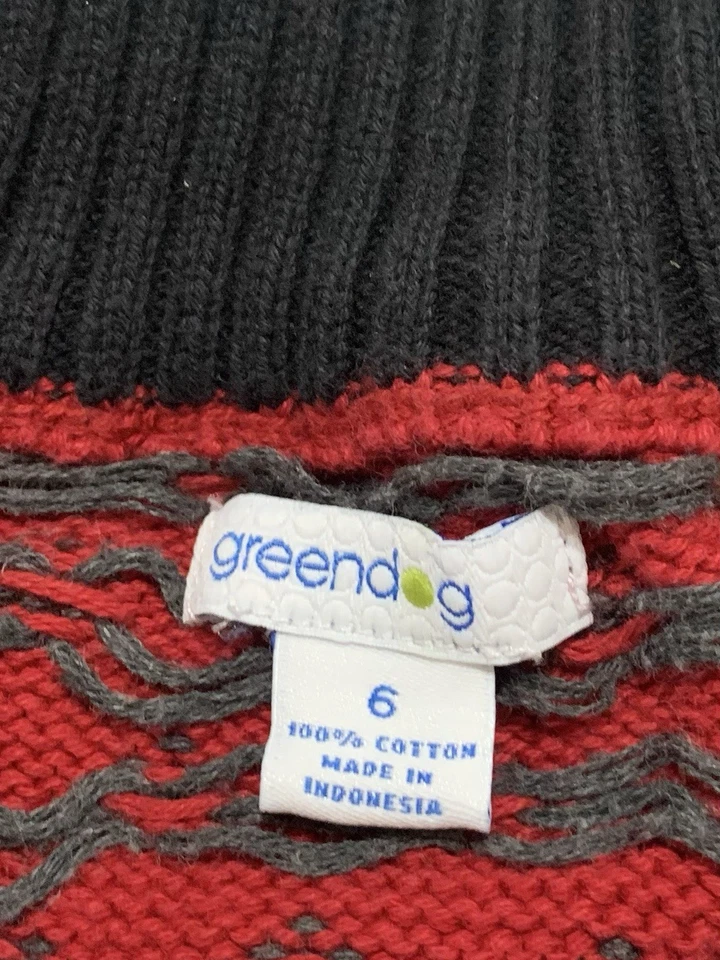 greendog
6
100% COTTON
MADE IN
INDONESIA